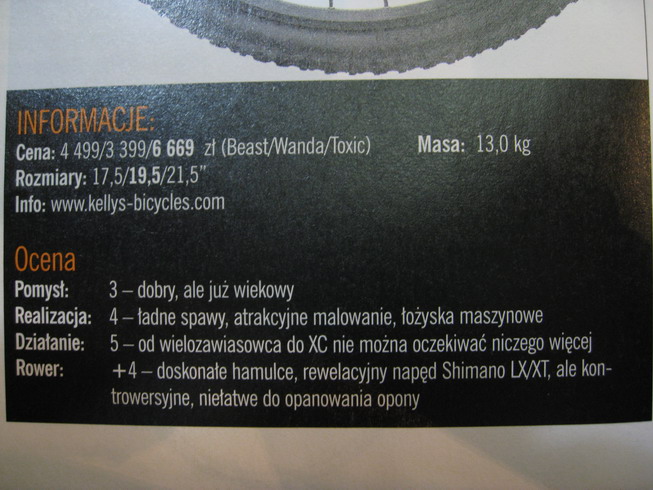 INFORMACJE:
Cena: 4 499/3 399/6 669 zł (Beast/Wanda/Toxic) Masa: 13,0 kg
Rozmiary: 17,5/19,5/21,5"
Info: www.kellys-bicycles.com
Ocena
Pomysł: 3 – dobry, ale już wiekowy
Realizacja: 4 – ładne spawy, atrakcyjne malowanie, łożyska maszynowe
Działanie: 5 – od wielozawiasowca do XC nie można oczekiwać niczego więcej
Rower: +4 – doskonałe hamulce, rewelacyjny napęd Shimano LX/XT, ale kon-
trowersyjne, niełatwe do opanowania opony